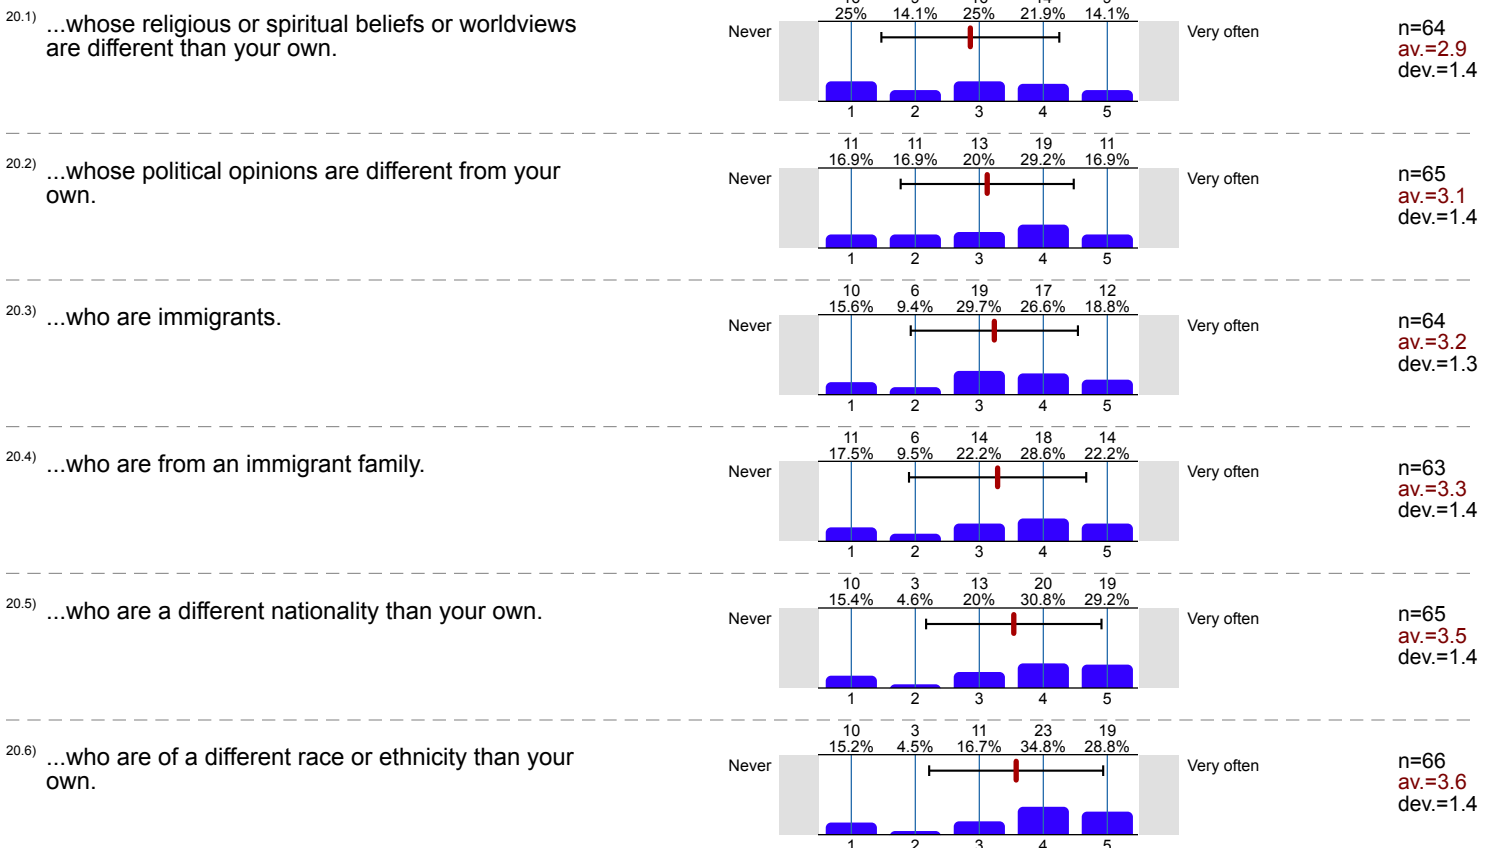 25% 14.1% 25% 21.9% 14.1%
20.1) ...whose religious or spiritual beliefs or worldviews
are different than your own.
Never Very often
n=64
av.=2.9
dev.=1.4
1 2 3 4 5
11 11 13 19 11
16.9% 16.9% 20% 29.2% 16.9%
20.2) ...whose political opinions are different from your
own.
Never Very often
n=65
av.=3.1
dev.=1.4
1 2 3 4 5
10 6 19 17 12
15.6% 9.4% 29.7% 26.6% 18.8%
20.3) ...who are immigrants.
Never Very often
n=64
av.=3.2
dev.=1.3
1 2 3 4 5
11 6 14 18 14
17.5% 9.5% 22.2% 28.6% 22.2%
20.4) ...who are from an immigrant family.
Never Very often
n=63
av.=3.3
dev.=1.4
1 2 3 4 5
10 3 13 20 19
15.4% 4.6% 20% 30.8% 29.2%
20.5) ...who are a different nationality than your own.
Never Very often
n=65
av.=3.5
dev.=1.4
1 2 3 4 5
10 3 11 23 19
15.2% 4.5% 16.7% 34.8% 28.8%
20.6) ...who are of a different race or ethnicity than your
own.
Never Very often
n=66
av.=3.6
dev.=1.4
1 2 3 4 5